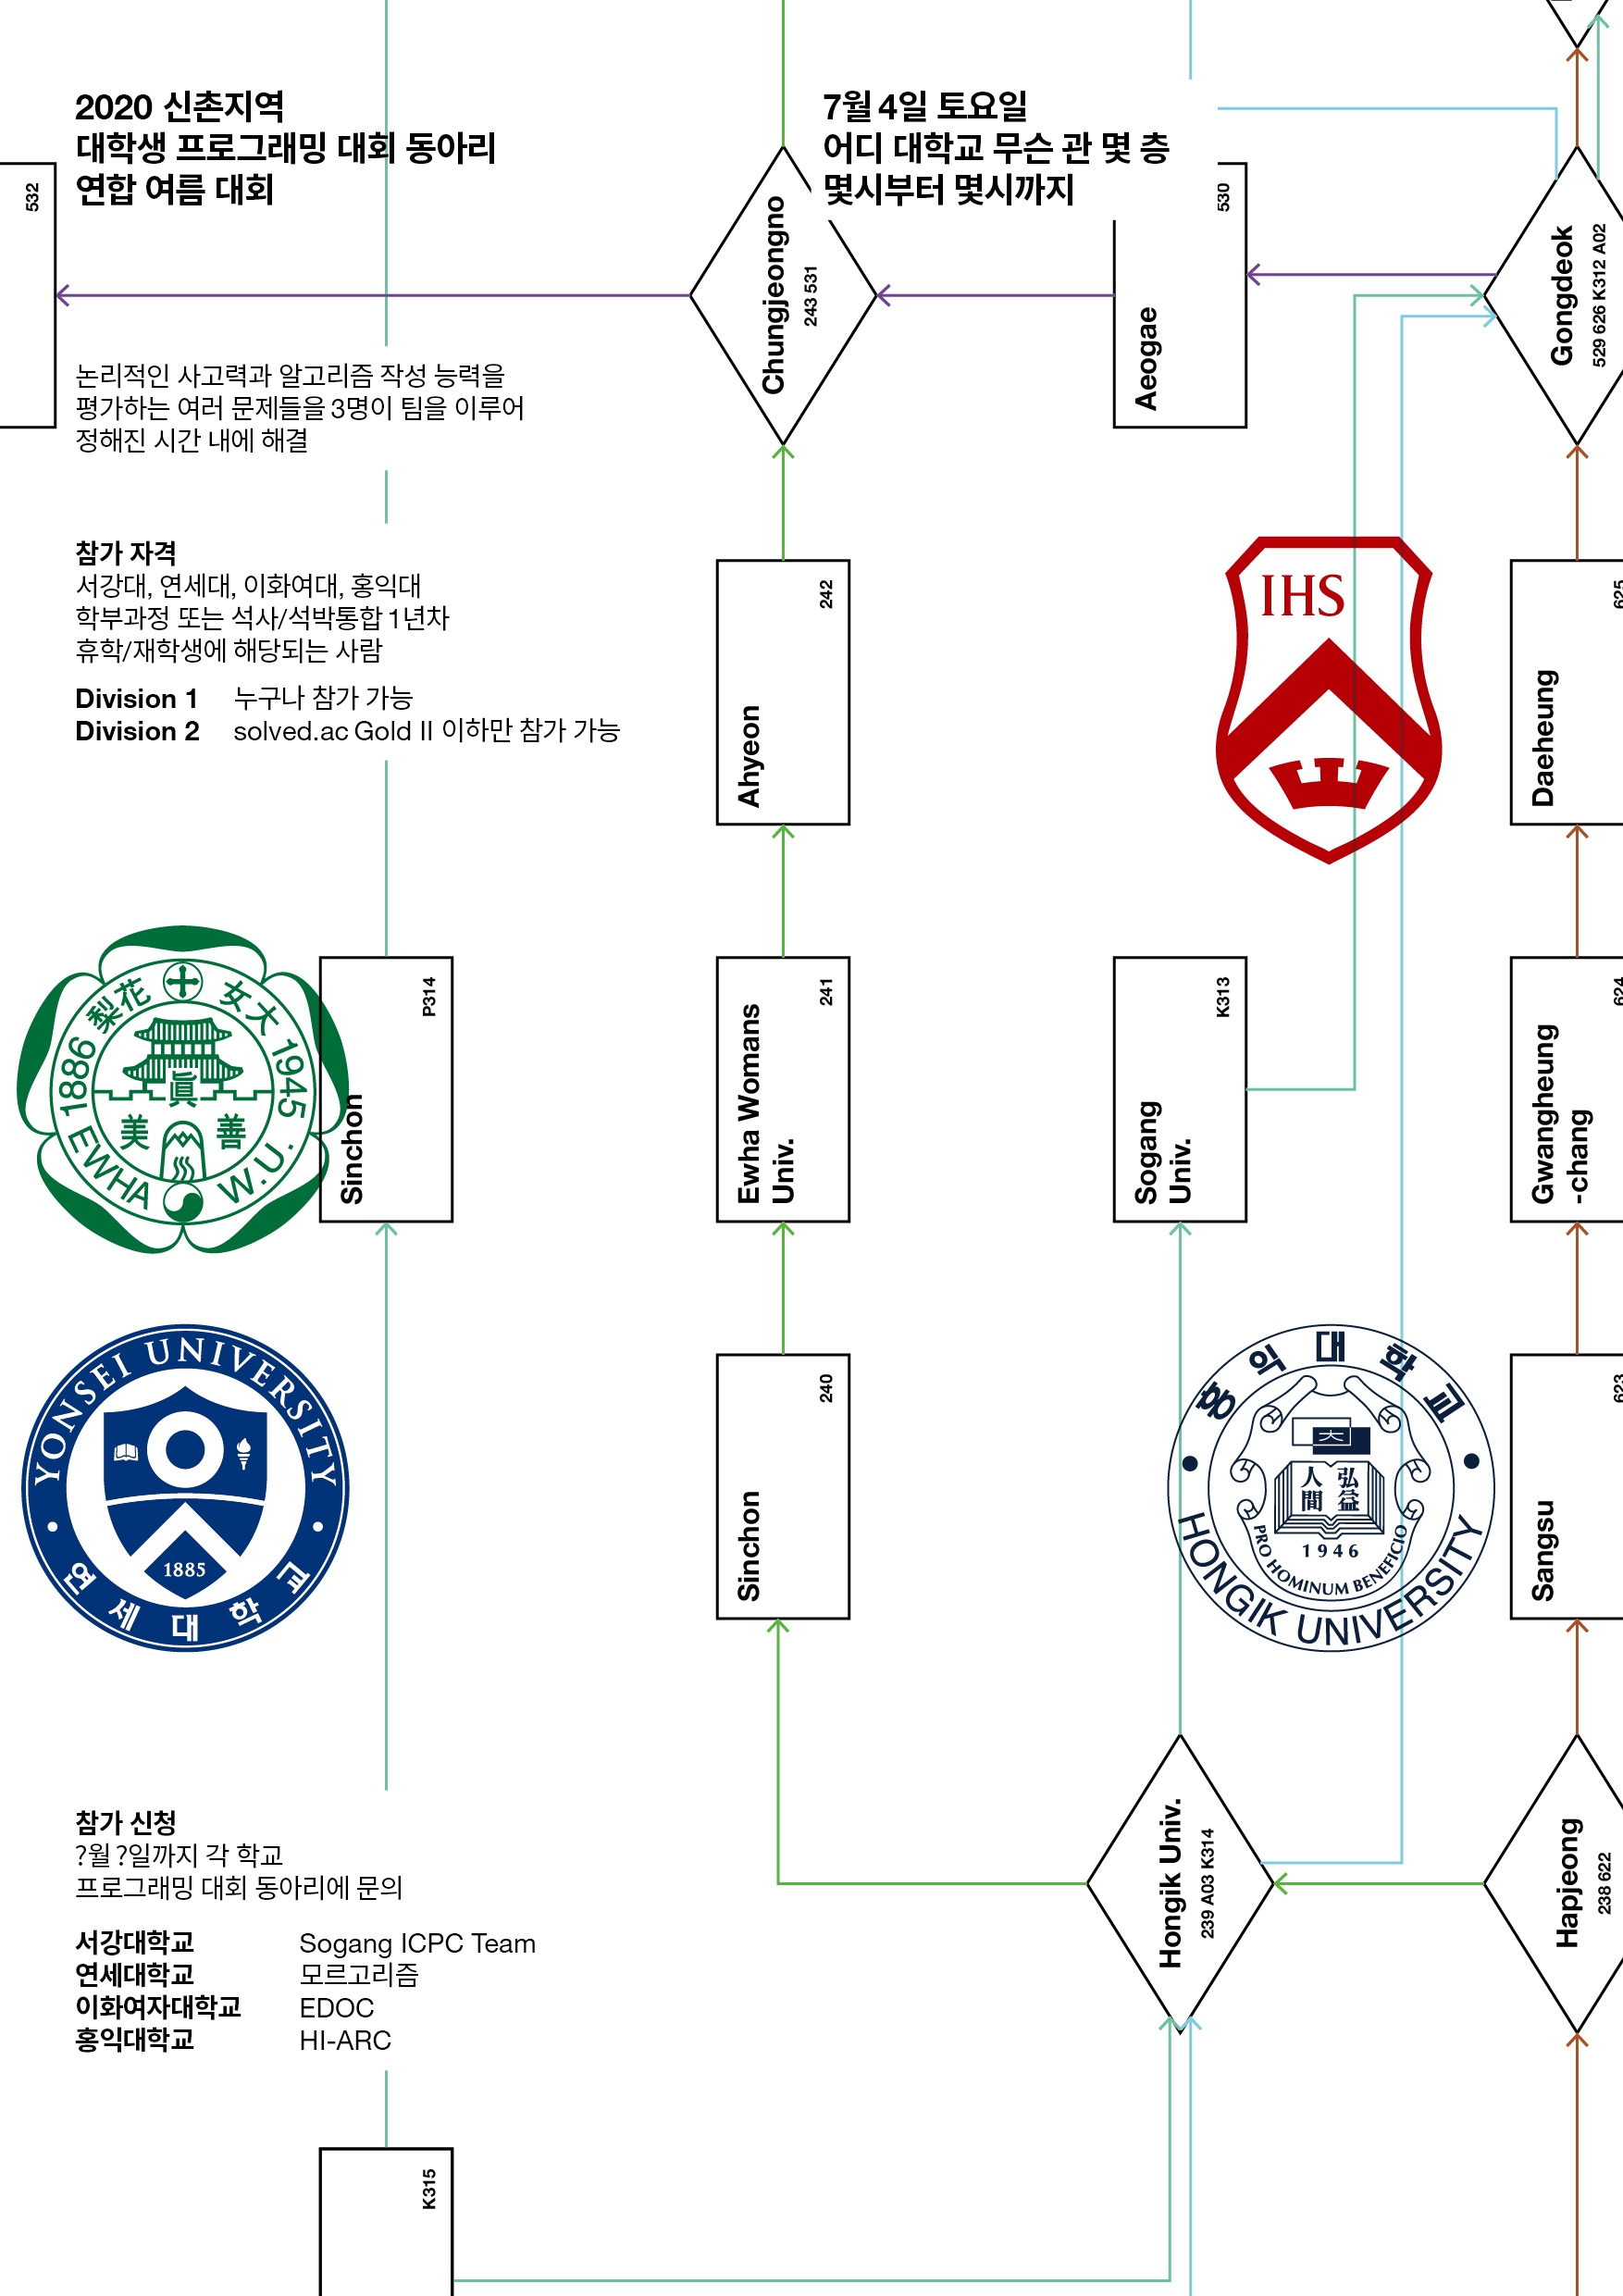 2020 신촌지역
대학생 프로그래밍 대회 동아리
연합 여름 대회
7월 4일 토요일
어디 대학교 무슨 관 몇 층
몇시부터 몇시까지
532
Chungjeongno
243 531
Aeogae
530
Gongdeok
529 626 K312 A02
논리적인 사고력과 알고리즘 작성 능력을
평가하는 여러 문제들을 3명이 팀을 이루어
정해진 시간 내에 해결
참가 자격
서강대, 연세대, 이화여대, 홍익대
학부과정 또는 석사/석박통합 1년차
휴학/재학생에 해당되는 사람
Division 1 누구나 참가 가능
Division 2 solved.ac Gold II 이하만 참가 가능
Ahyeon
242
IHS
Daeheung
625
梨花 女大
1886 1945
眞
美 善
EWHA W.U.
Sinchon
P314
Ewha Womans
Univ.
241
Sogang
Univ.
K313
Gwangheung
-chang
624
YONSEI UNIVERSITY
1885
연세대학교
Sinchon
240
홍익대학교
大
人間 弘益
1946
PRO HOMINUM BENEFICIO
HONGIK UNIVERSITY
Sangsu
623
참가 신청
?월 ?일까지 각 학교
프로그래밍 대회 동아리에 문의
서강대학교 Sogang ICPC Team
연세대학교 모르고리즘
이화여자대학교 EDOC
홍익대학교 HI-ARC
Hongik Univ.
239 A03 K314
Hapjeong
238 622
K315